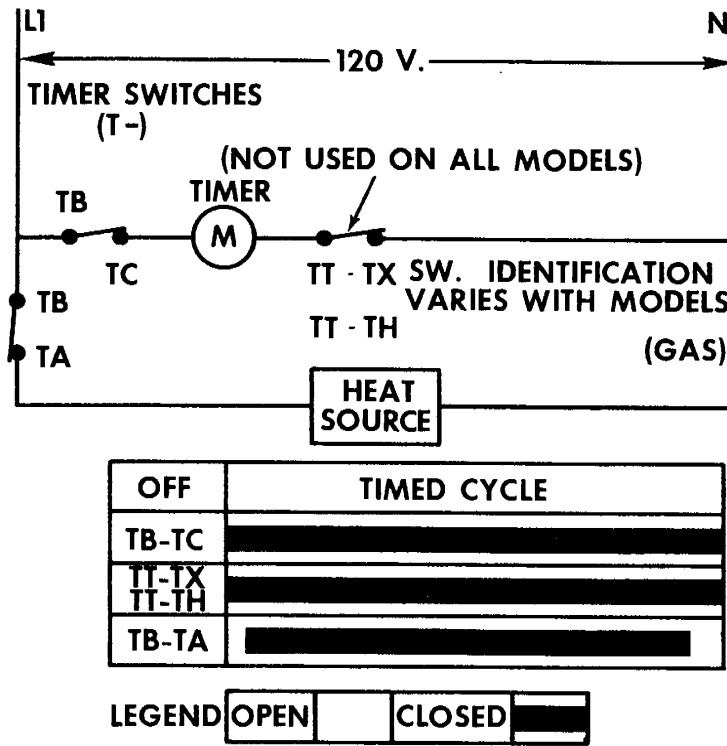 L1 N
120 V.
TIMER SWITCHES
(T-)
(NOT USED ON ALL MODELS)
TIMER
TB
M
TC
TT - TX SW. IDENTIFICATION
VARIES WITH MODELS
TT - TH
TB
TA
(GAS)
HEAT
SOURCE
OFF TIMED CYCLE
TB-TC
TT-TX
TT-TH
TB-TA
LEGEND OPEN CLOSED